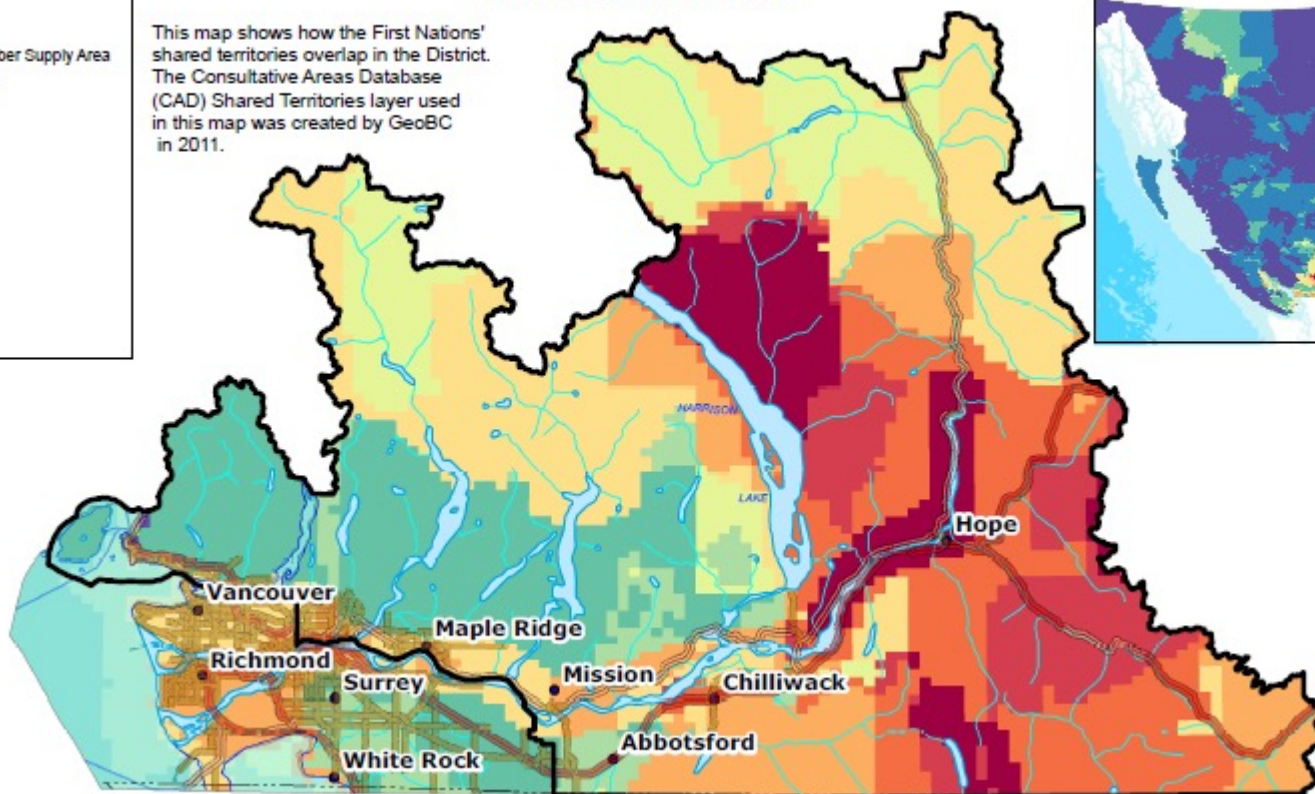 This map shows how the First Nations'
shared territories overlap in the District.
The Consultative Areas Database
(CAD) Shared Territories layer used
in this map was created by GeoBC
in 2011.
Supply Area
HARRISON
LAKE
Hope
Vancouver
Maple Ridge
Richmond
Surrey
Mission
Chilliwack
Abbotsford
White Rock